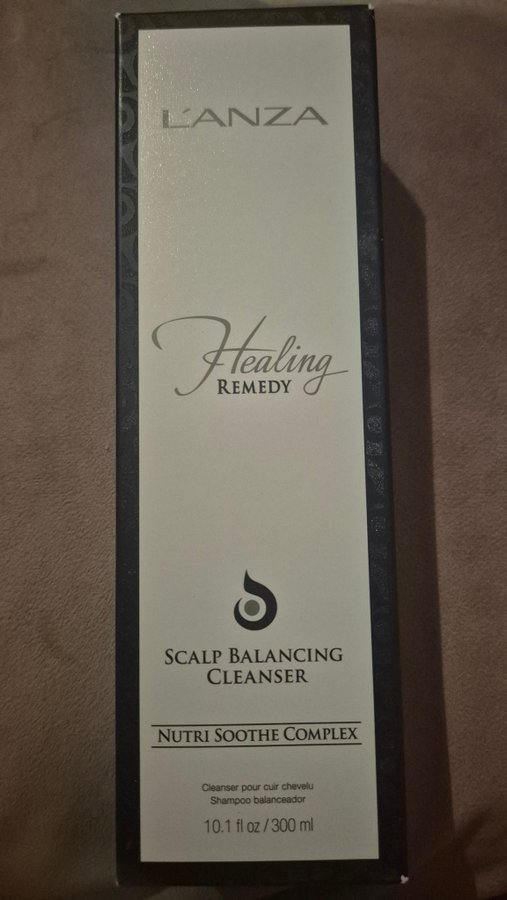 L'ANZA
Healing
REMEDY
SCALP BALANCING
CLEANSER
NUTRI SOOTHE COMPLEX
Cleanser pour cuir chevelu
Shampoo balanceador
10.1 fl oz / 300 ml